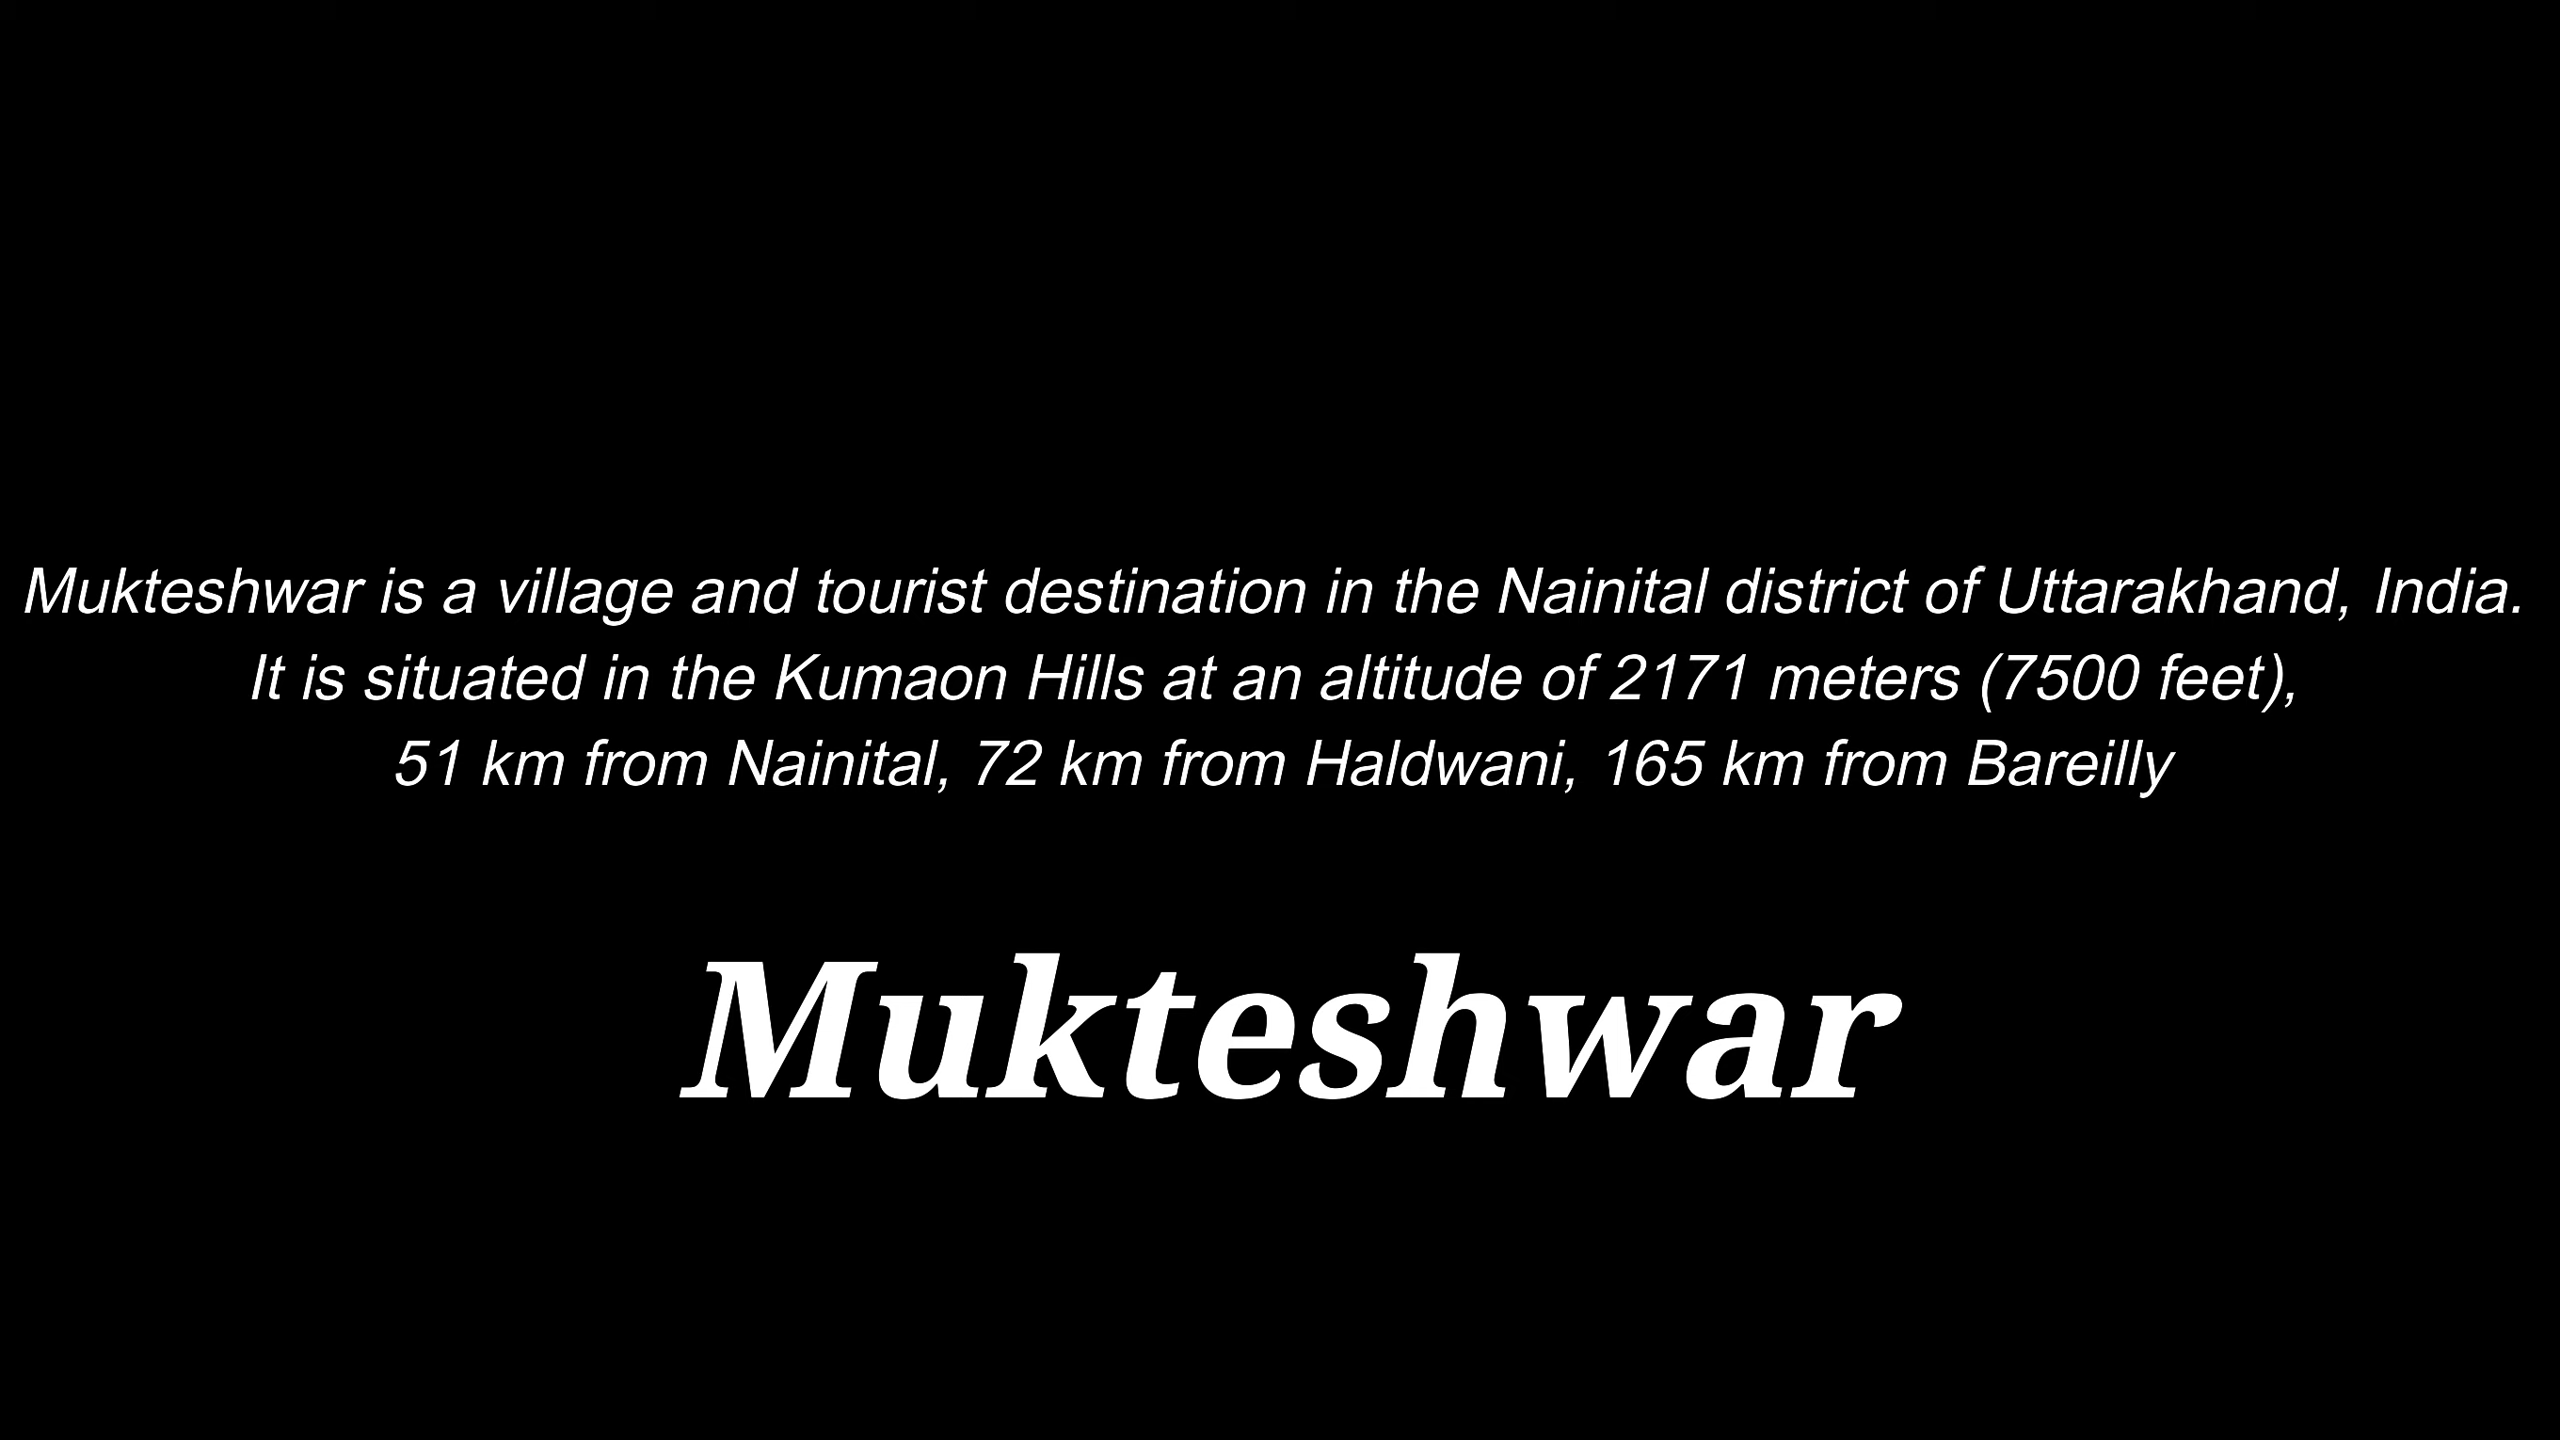 Mukteshwar is a village and tourist destination in the Nainital district of Uttarakhand, India.
It is situated in the Kumaon Hills at an altitude of 2171 meters (7500 feet),
51 km from Nainital, 72 km from Haldwani, 165 km from Bareilly
Mukteshwar